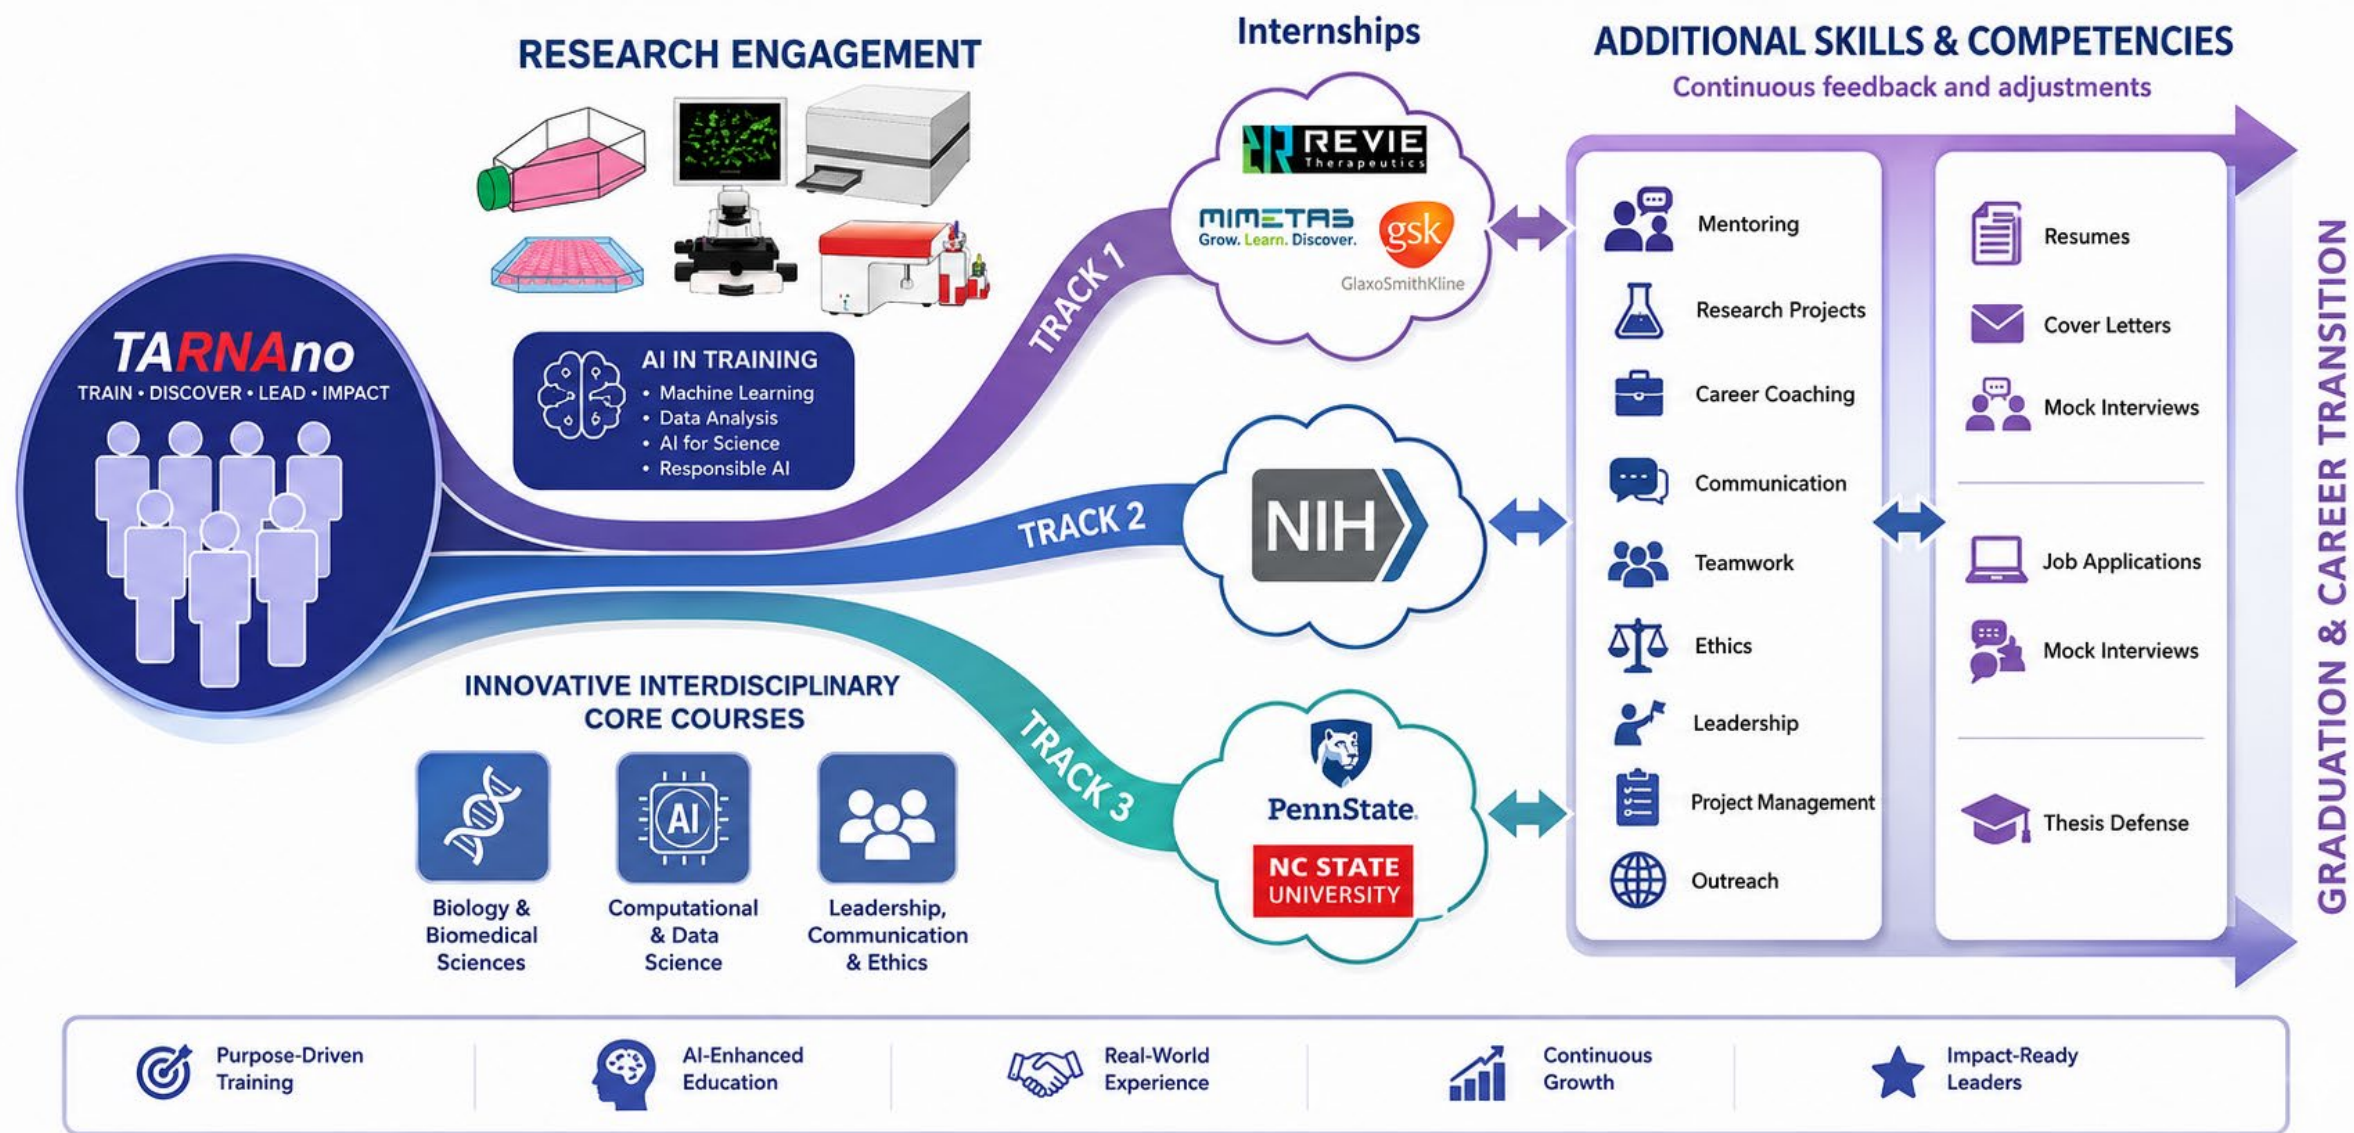 RESEARCH ENGAGEMENT
TARNAno
TRAIN • DISCOVER • LEAD • IMPACT
AI IN TRAINING
• Machine Learning
• Data Analysis
• AI for Science
• Responsible AI
INNOVATIVE INTERDISCIPLINARY
CORE COURSES
AI
Biology &
Biomedical
Sciences
Computational
& Data
Science
Leadership,
Communication
& Ethics
TRACK 1
TRACK 2
TRACK 3
Internships
REVIE
Therapeutics
MIMETAS
Grow. Learn. Discover.
gsk
GlaxoSmithKline
NIH
PennState
NC STATE
UNIVERSITY
ADDITIONAL SKILLS & COMPETENCIES
Continuous feedback and adjustments
Mentoring
Research Projects
Career Coaching
Communication
Teamwork
Ethics
Leadership
Project Management
Outreach
Resumes
Cover Letters
Mock Interviews
Job Applications
Mock Interviews
Thesis Defense
GRADUATION & CAREER TRANSITION
Purpose-Driven
Training
AI-Enhanced
Education
Real-World
Experience
Continuous
Growth
Impact-Ready
Leaders